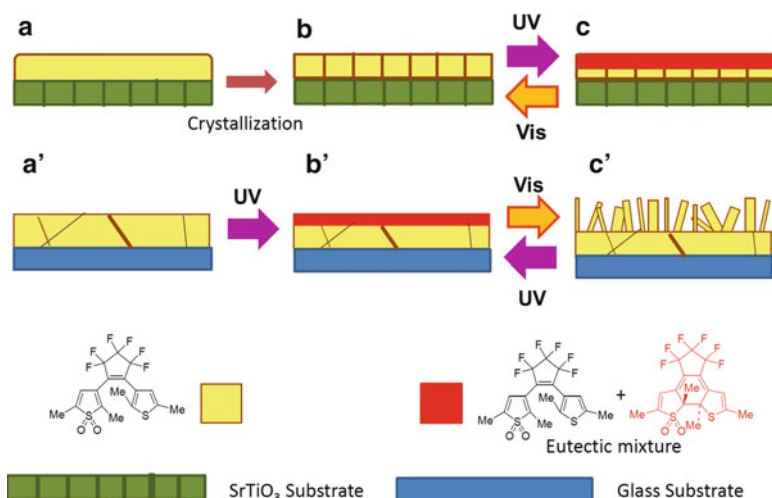 a
b
UV
c
Crystallization
Vis
a'
UV
b'
Vis
c'
UV
F F F F F F
Me
Me
Me
S
S
Me
O O
F F F F F F
Me
Me
Me
S
S
Me
O O
+
F F F F F F
Me
Me
S
O O
Me
S
Me
Eutectic mixture
SrTiO₃ Substrate
Glass Substrate